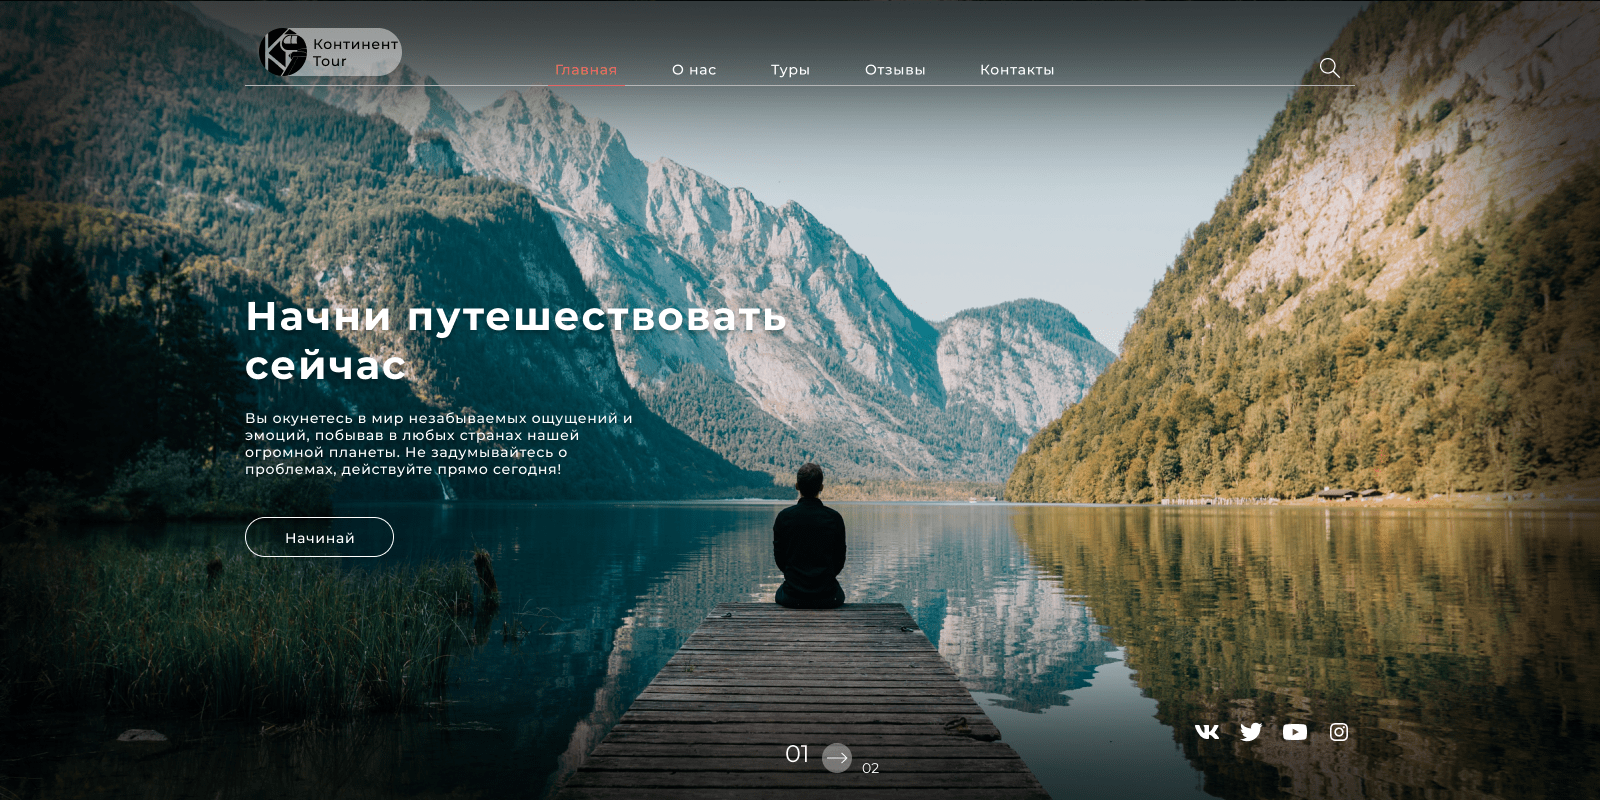 Континент
Tour
Главная
О нас
Туры
Отзывы
Контакты
Начни путешествовать
сейчас
Вы окунетесь в мир незабываемых ощущений и
эмоций, побывав в любых странах нашей
огромной планеты. Не задумывайтесь о
проблемах, действуйте прямо сегодня!
Начинай
01
02